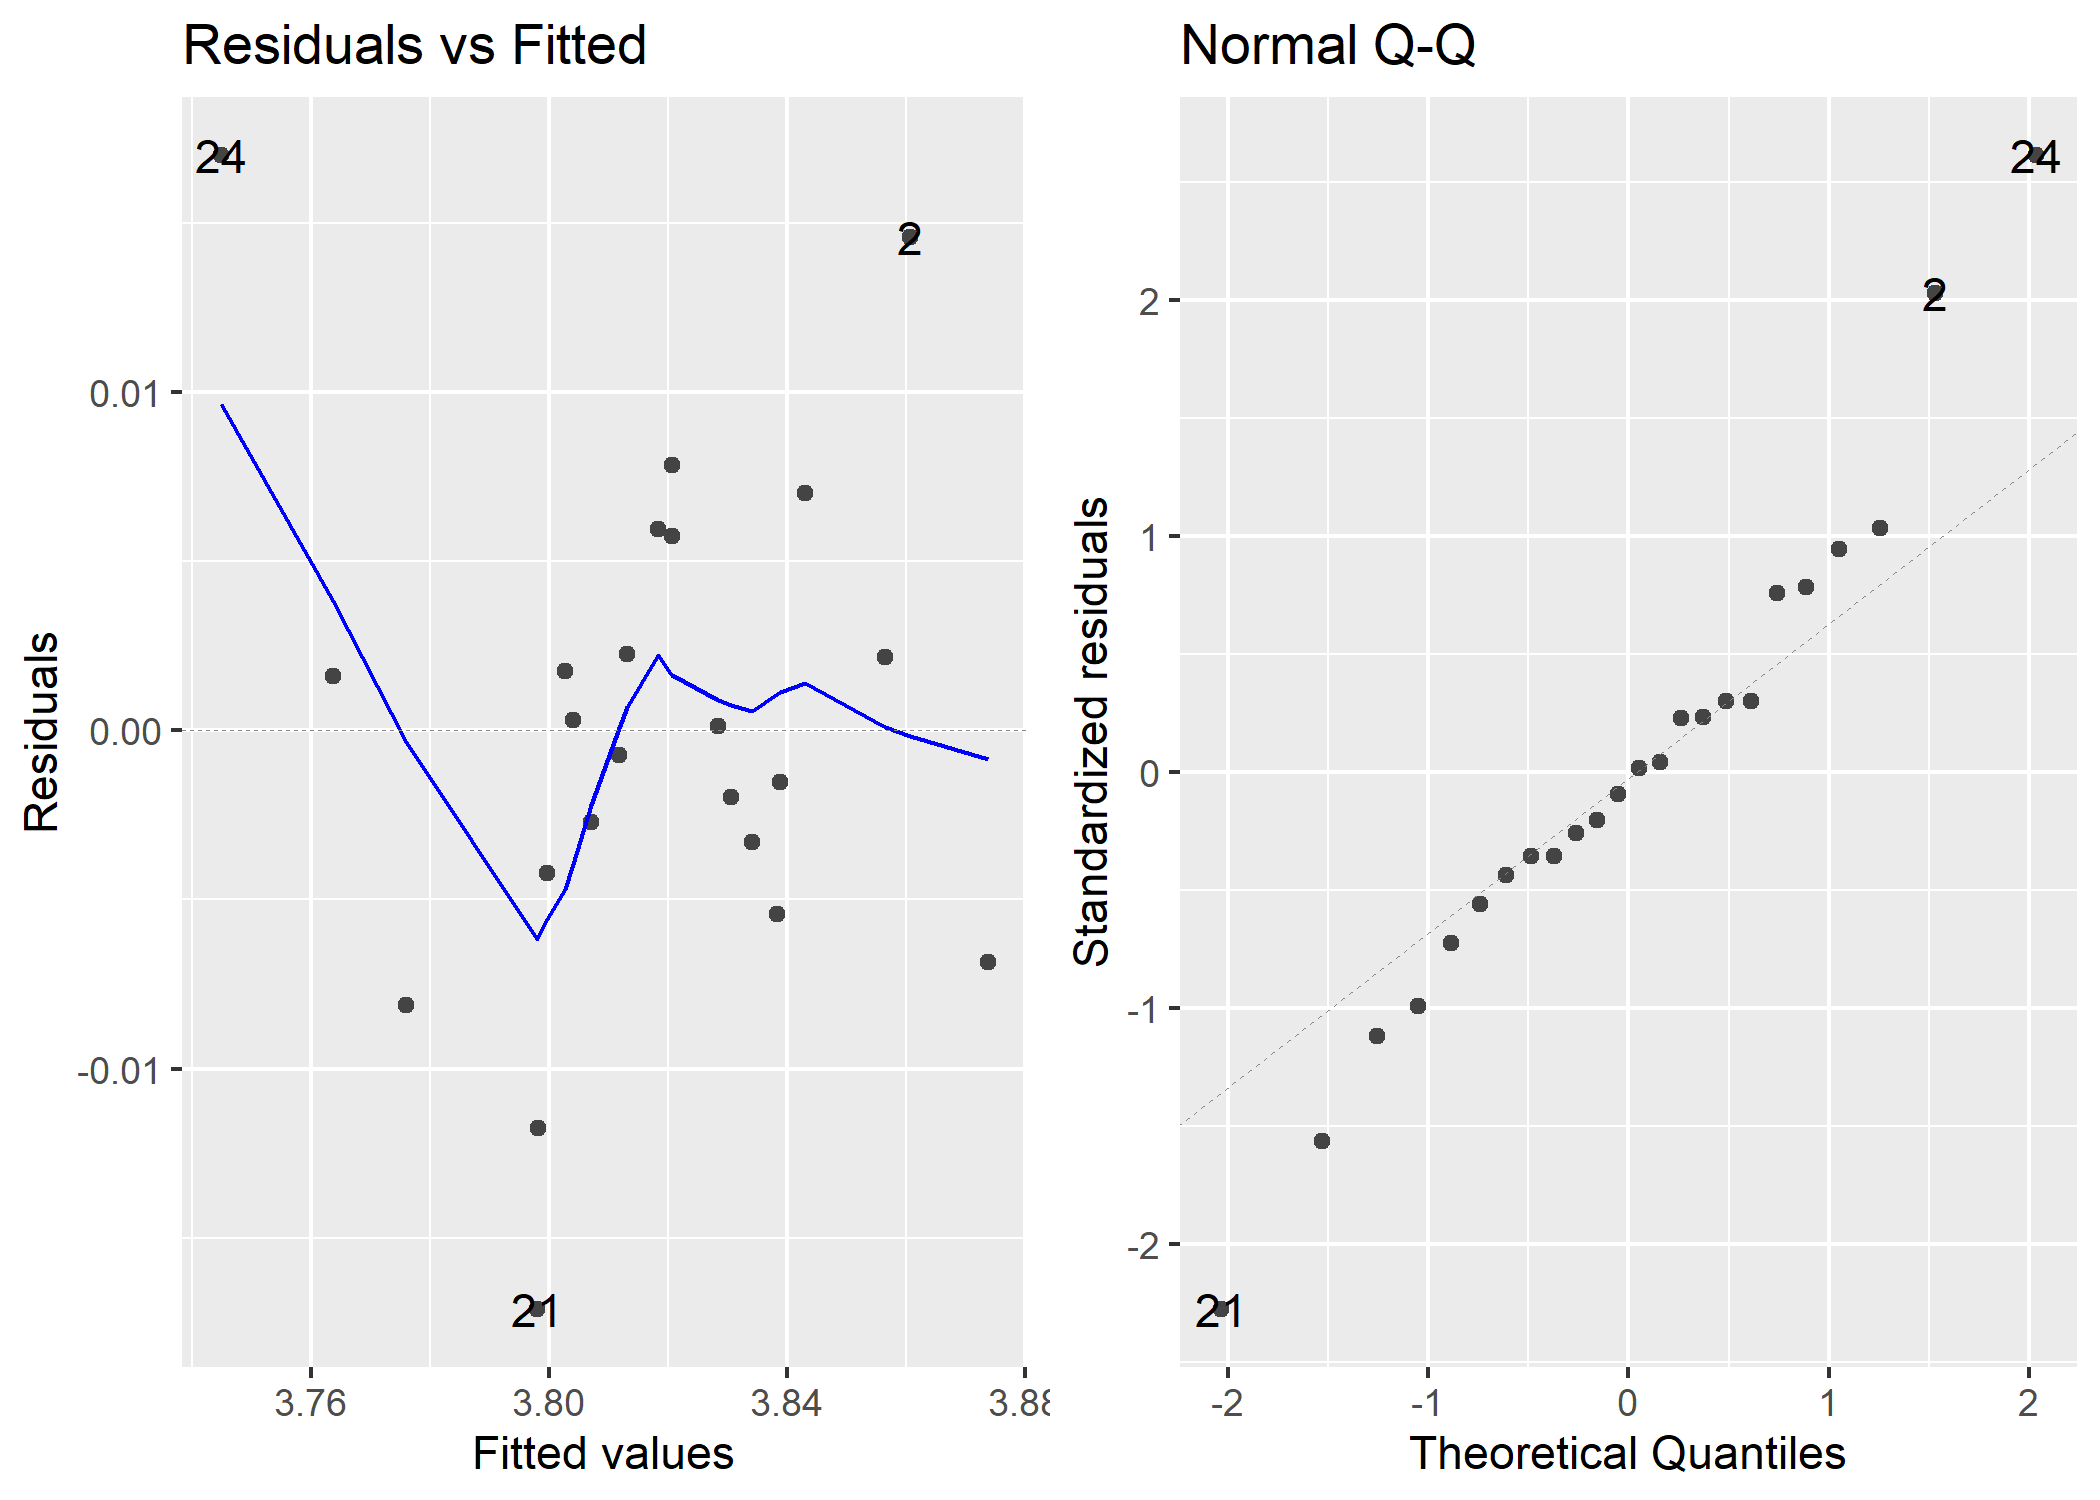 Residuals vs Fitted
24
2
21
0.01
0.00
-0.01
Residuals
3.76 3.80 3.84 3.88
Fitted values
Normal Q-Q
24
2
21
2
1
0
-1
-2
Standardized residuals
-2 -1 0 1 2
Theoretical Quantiles